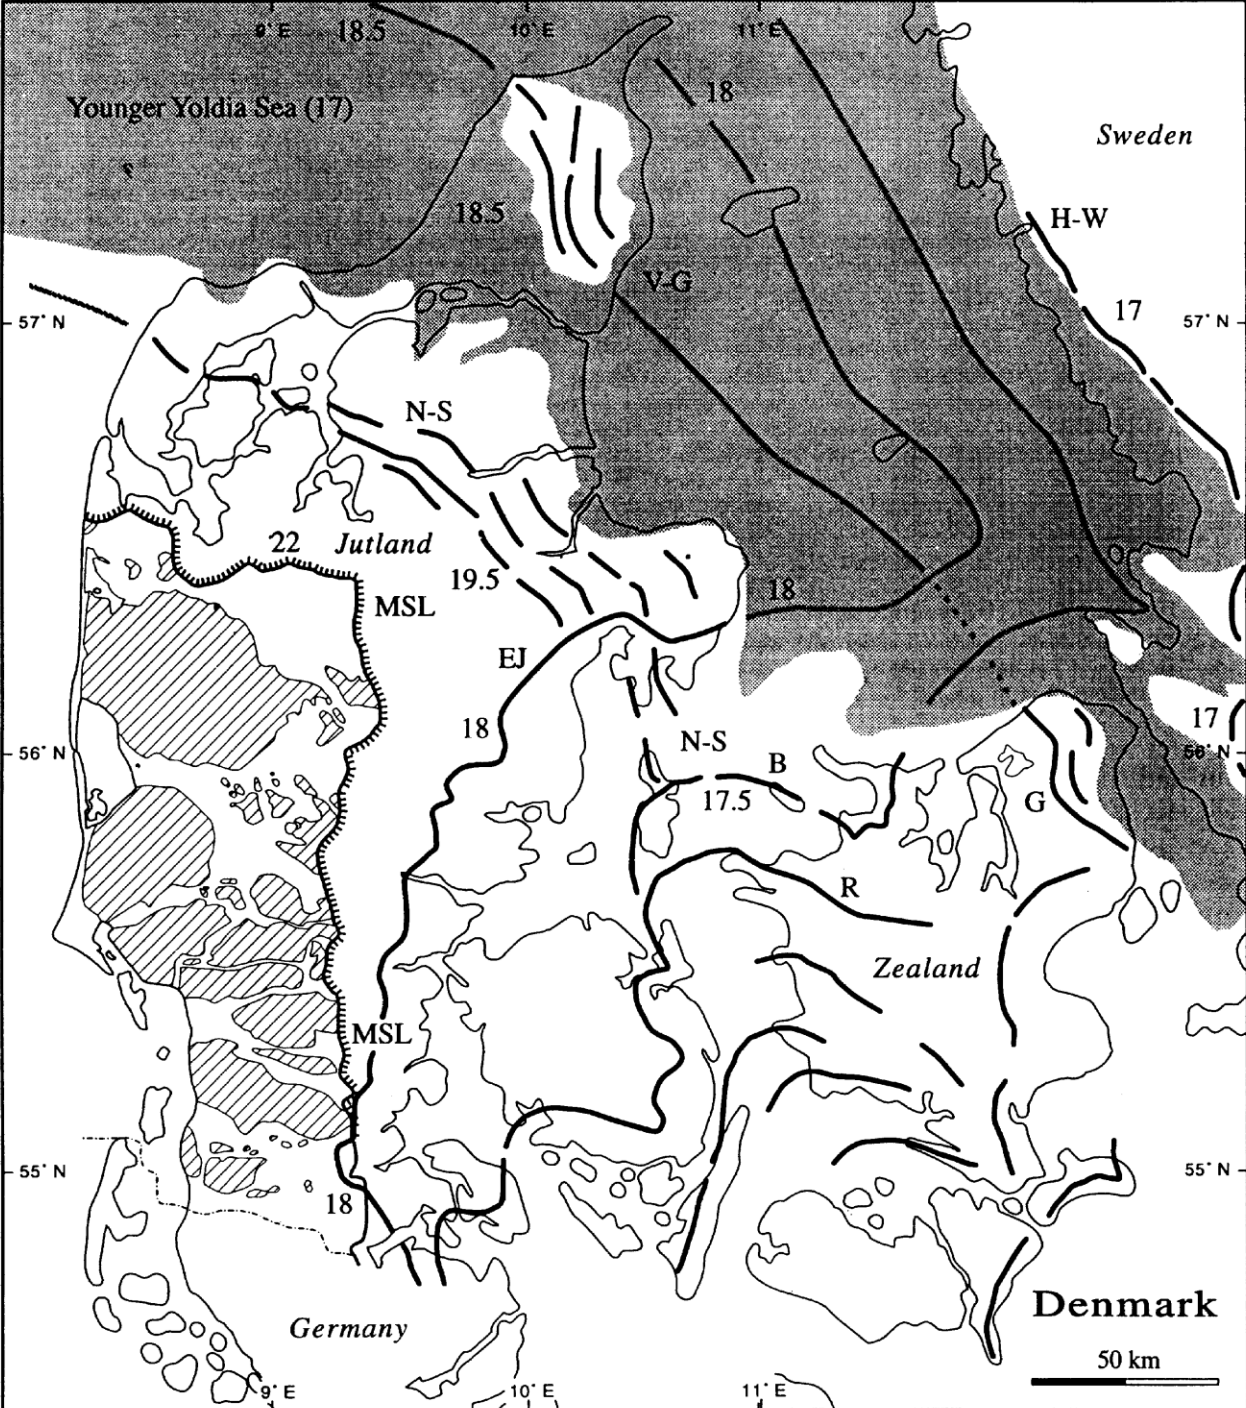 9° E
18.5
10° E
11° E
18
Younger Yoldia Sea (17)
Sweden
18.5
H-W
V-G
17
57° N
57° N
N-S
22
Jutland
19.5
MSL
18
EJ
18
N-S
17
56° N
56° N
B
17.5
G
R
Zealand
MSL
55° N
55° N
18
Denmark
Germany
50 km
9° E
10° E
11° E